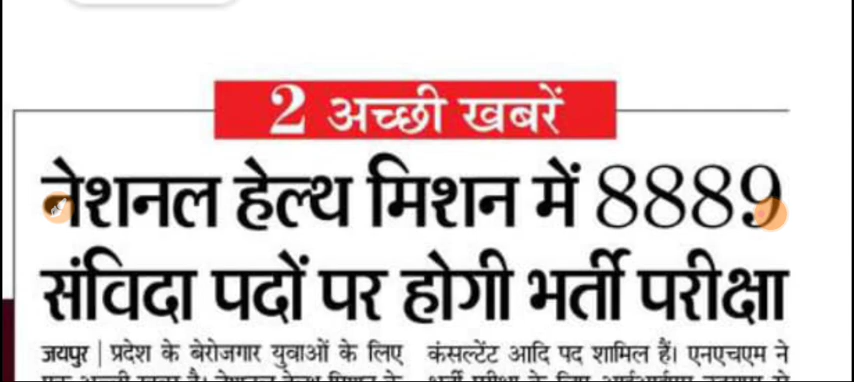 2 अच्छी खबरें
नेशनल हेल्थ मिशन में 8889
संविदा पदों पर होगी भर्ती परीक्षा
जयपुर | प्रदेश के बेरोजगार युवाओं के लिए
कंसल्टेंट आदि पद शामिल हैं। एनएचएम ने